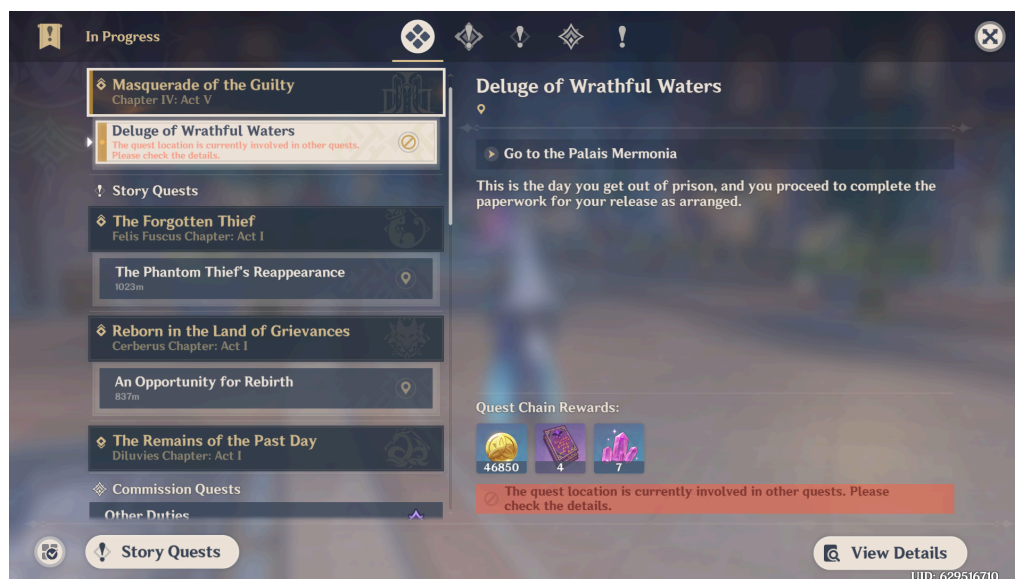 In Progress
Masquerade of the Guilty
Chapter IV: Act V
Deluge of Wrathful Waters
The quest location is currently involved in other quests.
Please check the details.
Story Quests
The Forgotten Thief
Felis Fuscus Chapter: Act I
The Phantom Thief's Reappearance
1023m
Reborn in the Land of Grievances
Cerberus Chapter: Act I
An Opportunity for Rebirth
837m
The Remains of the Past Day
Diluvies Chapter: Act I
Commission Quests
Other Duties
Story Quests
Deluge of Wrathful Waters
Go to the Palais Mermonia
This is the day you get out of prison, and you proceed to complete the
paperwork for your release as arranged.
Quest Chain Rewards:
46850
4
7
The quest location is currently involved in other quests. Please
check the details.
View Details
UID: 629516710